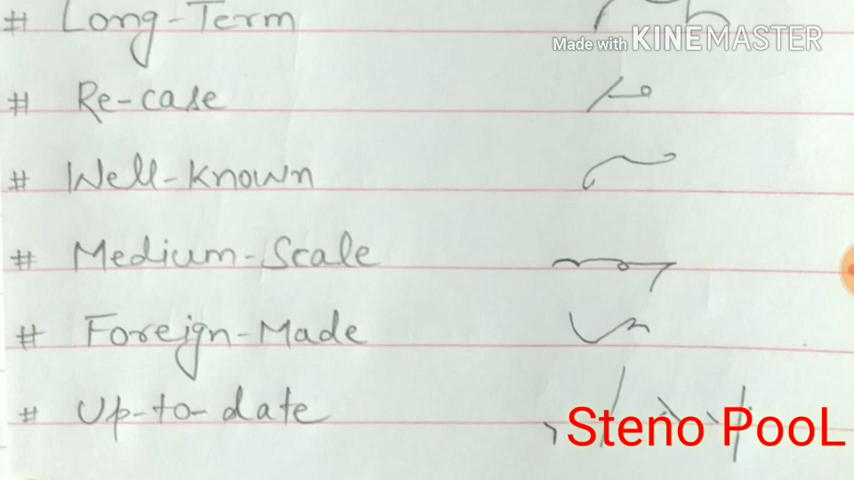 # Long-Term
Made with KINEMASTER
# Re-case
# Well-Known
# Medium-Scale
# Foreign-Made
# Up-to-date
Steno PooL